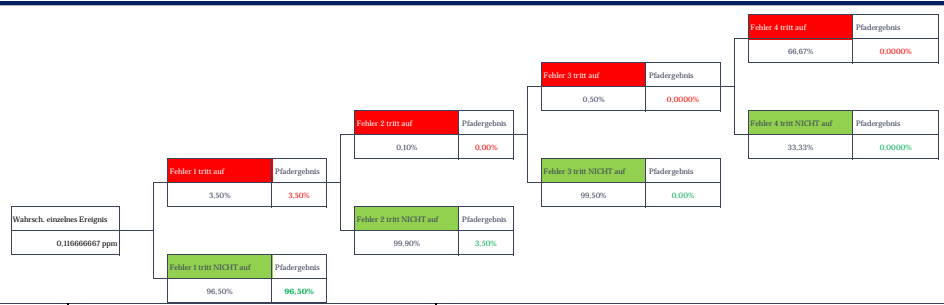 Fehler 4 tritt auf Pfadergebnis
66,67% 0,0000%
Fehler 3 tritt auf Pfadergebnis
0,50% 0,0000%
Fehler 2 tritt auf Pfadergebnis
0,10% 0,00%
Fehler 4 tritt NICHT auf Pfadergebnis
33,33% 0,0000%
Fehler 1 tritt auf Pfadergebnis
3,50% 3,50%
Fehler 3 tritt NICHT auf Pfadergebnis
99,50% 0,00%
Wahrsch. einzelnes Ereignis
0,116666667 ppm
Fehler 2 tritt NICHT auf Pfadergebnis
99,90% 3,50%
Fehler 1 tritt NICHT auf Pfadergebnis
96,50% 96,50%